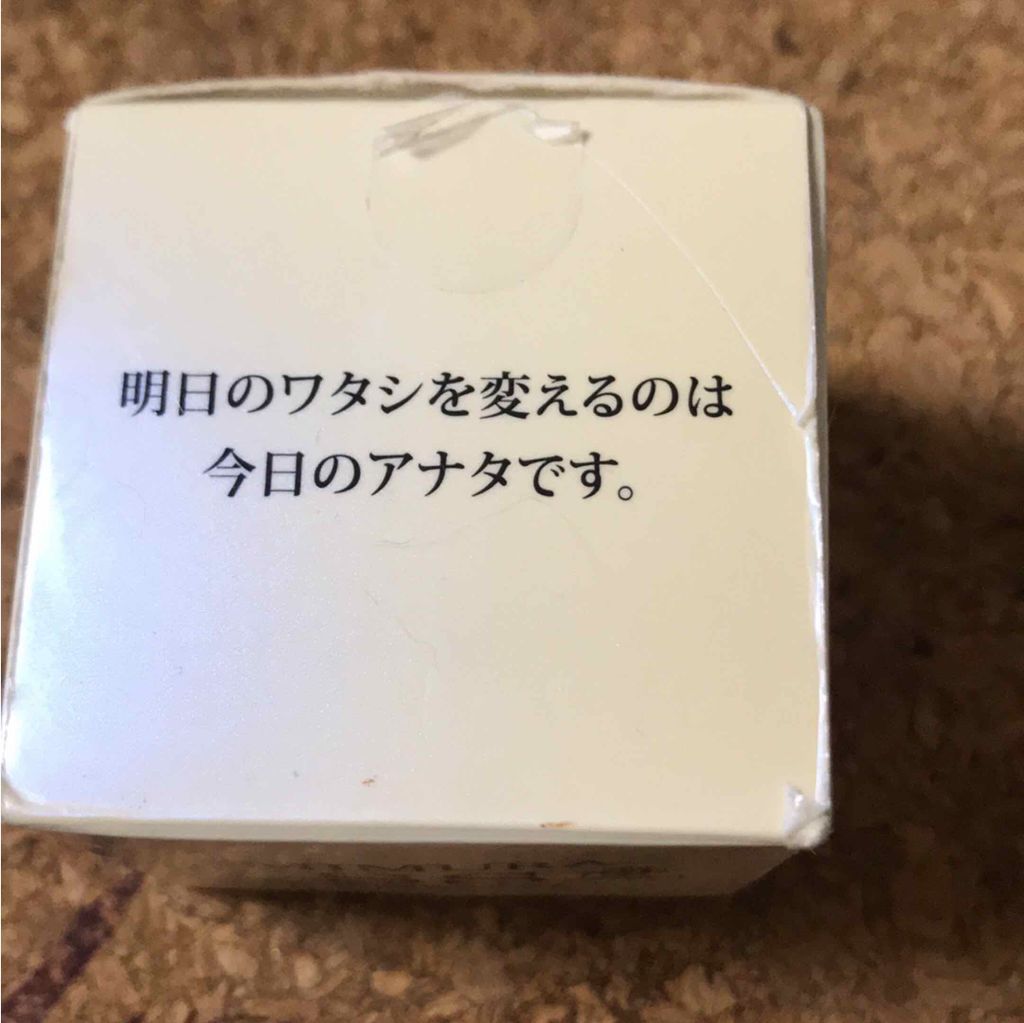 明日のワタシを変えるのは
今日のアナタです。